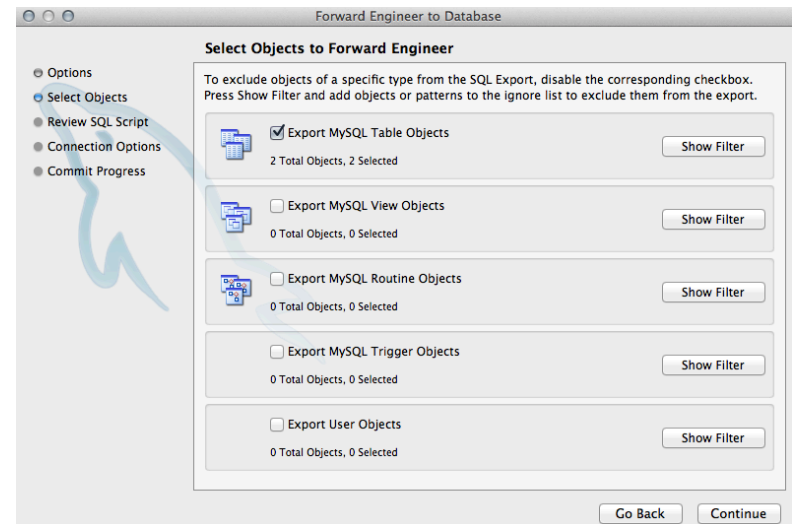 Forward Engineer to Database
Select Objects to Forward Engineer
Options
Select Objects
Review SQL Script
Connection Options
Commit Progress
To exclude objects of a specific type from the SQL Export, disable the corresponding checkbox.
Press Show Filter and add objects or patterns to the ignore list to exclude them from the export.
Export MySQL Table Objects
2 Total Objects, 2 Selected
Show Filter
Export MySQL View Objects
0 Total Objects, 0 Selected
Show Filter
Export MySQL Routine Objects
0 Total Objects, 0 Selected
Show Filter
Export MySQL Trigger Objects
0 Total Objects, 0 Selected
Show Filter
Export User Objects
0 Total Objects, 0 Selected
Show Filter
Go Back
Continue